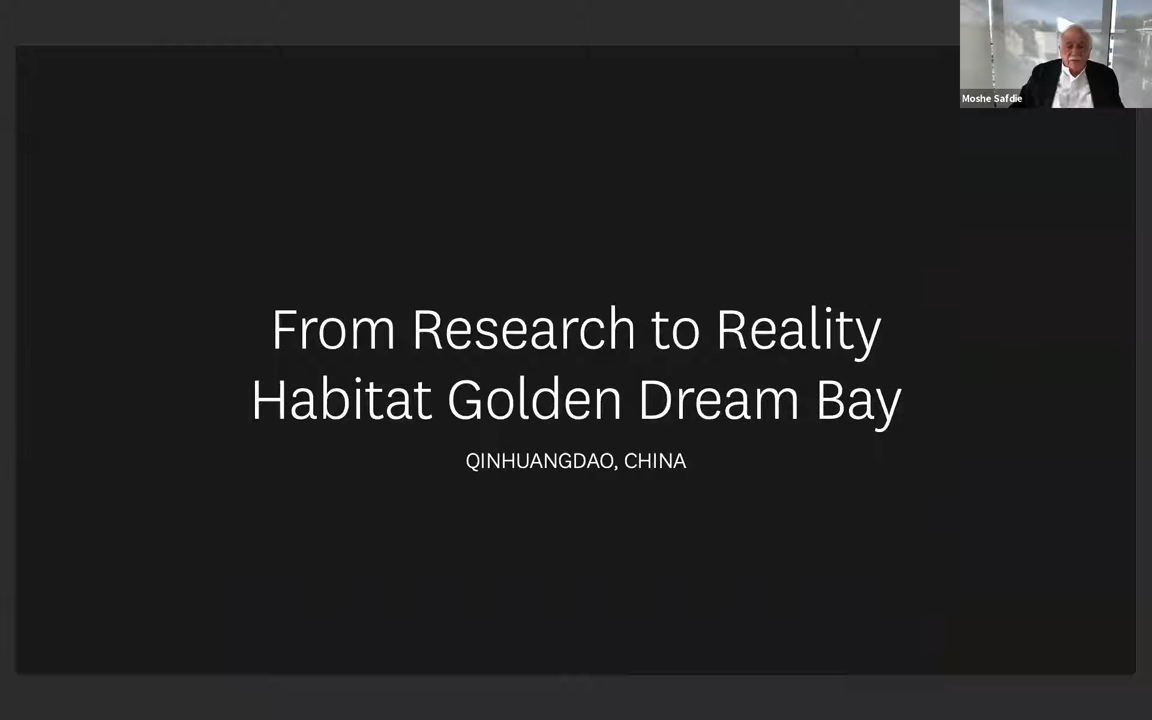 Moshe Safdie
From Research to Reality
Habitat Golden Dream Bay
QINHUANGDAO, CHINA